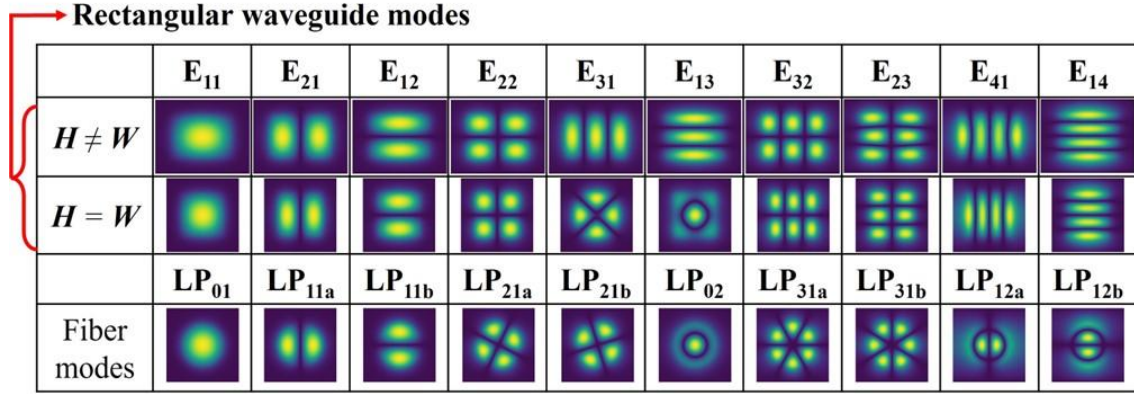 Rectangular waveguide modes
E₁₁ E₂₁ E₁₂ E₂₂ E₃₁ E₁₃ E₃₂ E₂₃ E₄₁ E₁₄
H ≠ W
H = W
LP₀₁ LP₁₁ₐ LP₁₁b LP₂₁ₐ LP₂₁b LP₀₂ LP₃₁ₐ LP₃₁b LP₁₂ₐ LP₁₂b
Fiber
modes